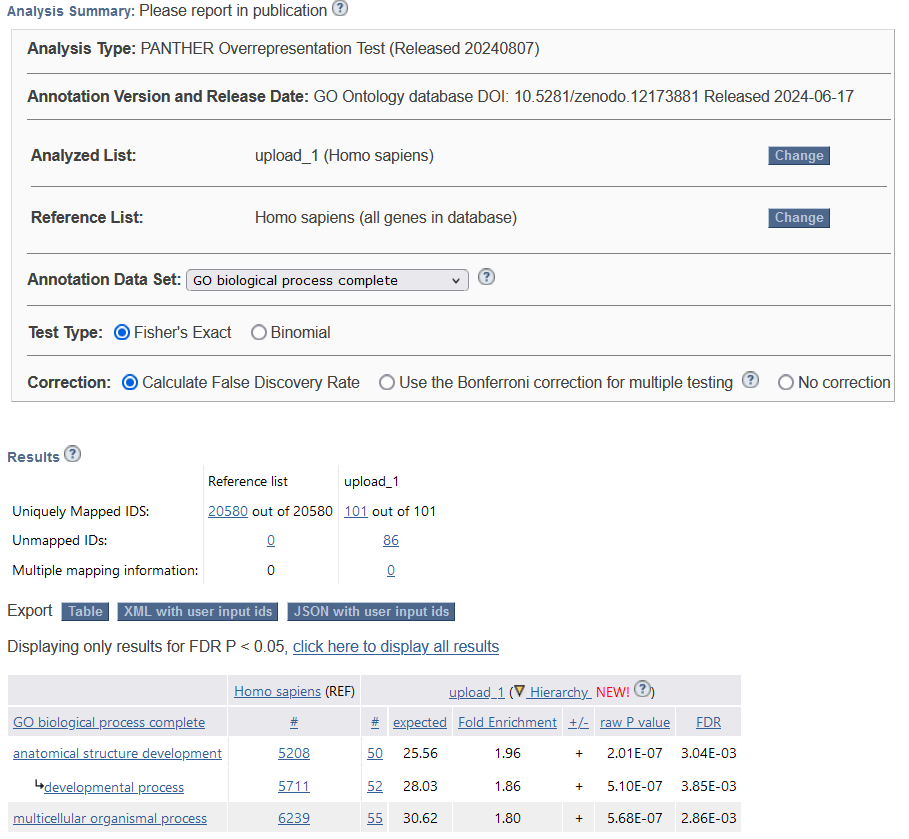 Analysis Summary: Please report in publication ?
Analysis Type: PANTHER Overrepresentation Test (Released 20240807)
Annotation Version and Release Date: GO Ontology database DOI: 10.5281/zenodo.12173881 Released 2024-06-17
Analyzed List: upload_1 (Homo sapiens) Change
Reference List: Homo sapiens (all genes in database) Change
Annotation Data Set: GO biological process complete ?
Test Type: Fisher's Exact Binomial
Correction: Calculate False Discovery Rate Use the Bonferroni correction for multiple testing ? No correction
Results ?
Reference list upload_1
Uniquely Mapped IDS: 20580 out of 20580 101 out of 101
Unmapped IDs: 0 86
Multiple mapping information: 0 0
Export Table XML with user input ids JSON with user input ids
Displaying only results for FDR P < 0.05, click here to display all results
Homo sapiens (REF) upload_1 (▼ Hierarchy NEW! ?)
GO biological process complete # # expected Fold Enrichment +/- raw P value FDR
anatomical structure development 5208 50 25.56 1.96 + 2.01E-07 3.04E-03
↳developmental process 5711 52 28.03 1.86 + 5.10E-07 3.85E-03
multicellular organismal process 6239 55 30.62 1.80 + 5.68E-07 2.86E-03